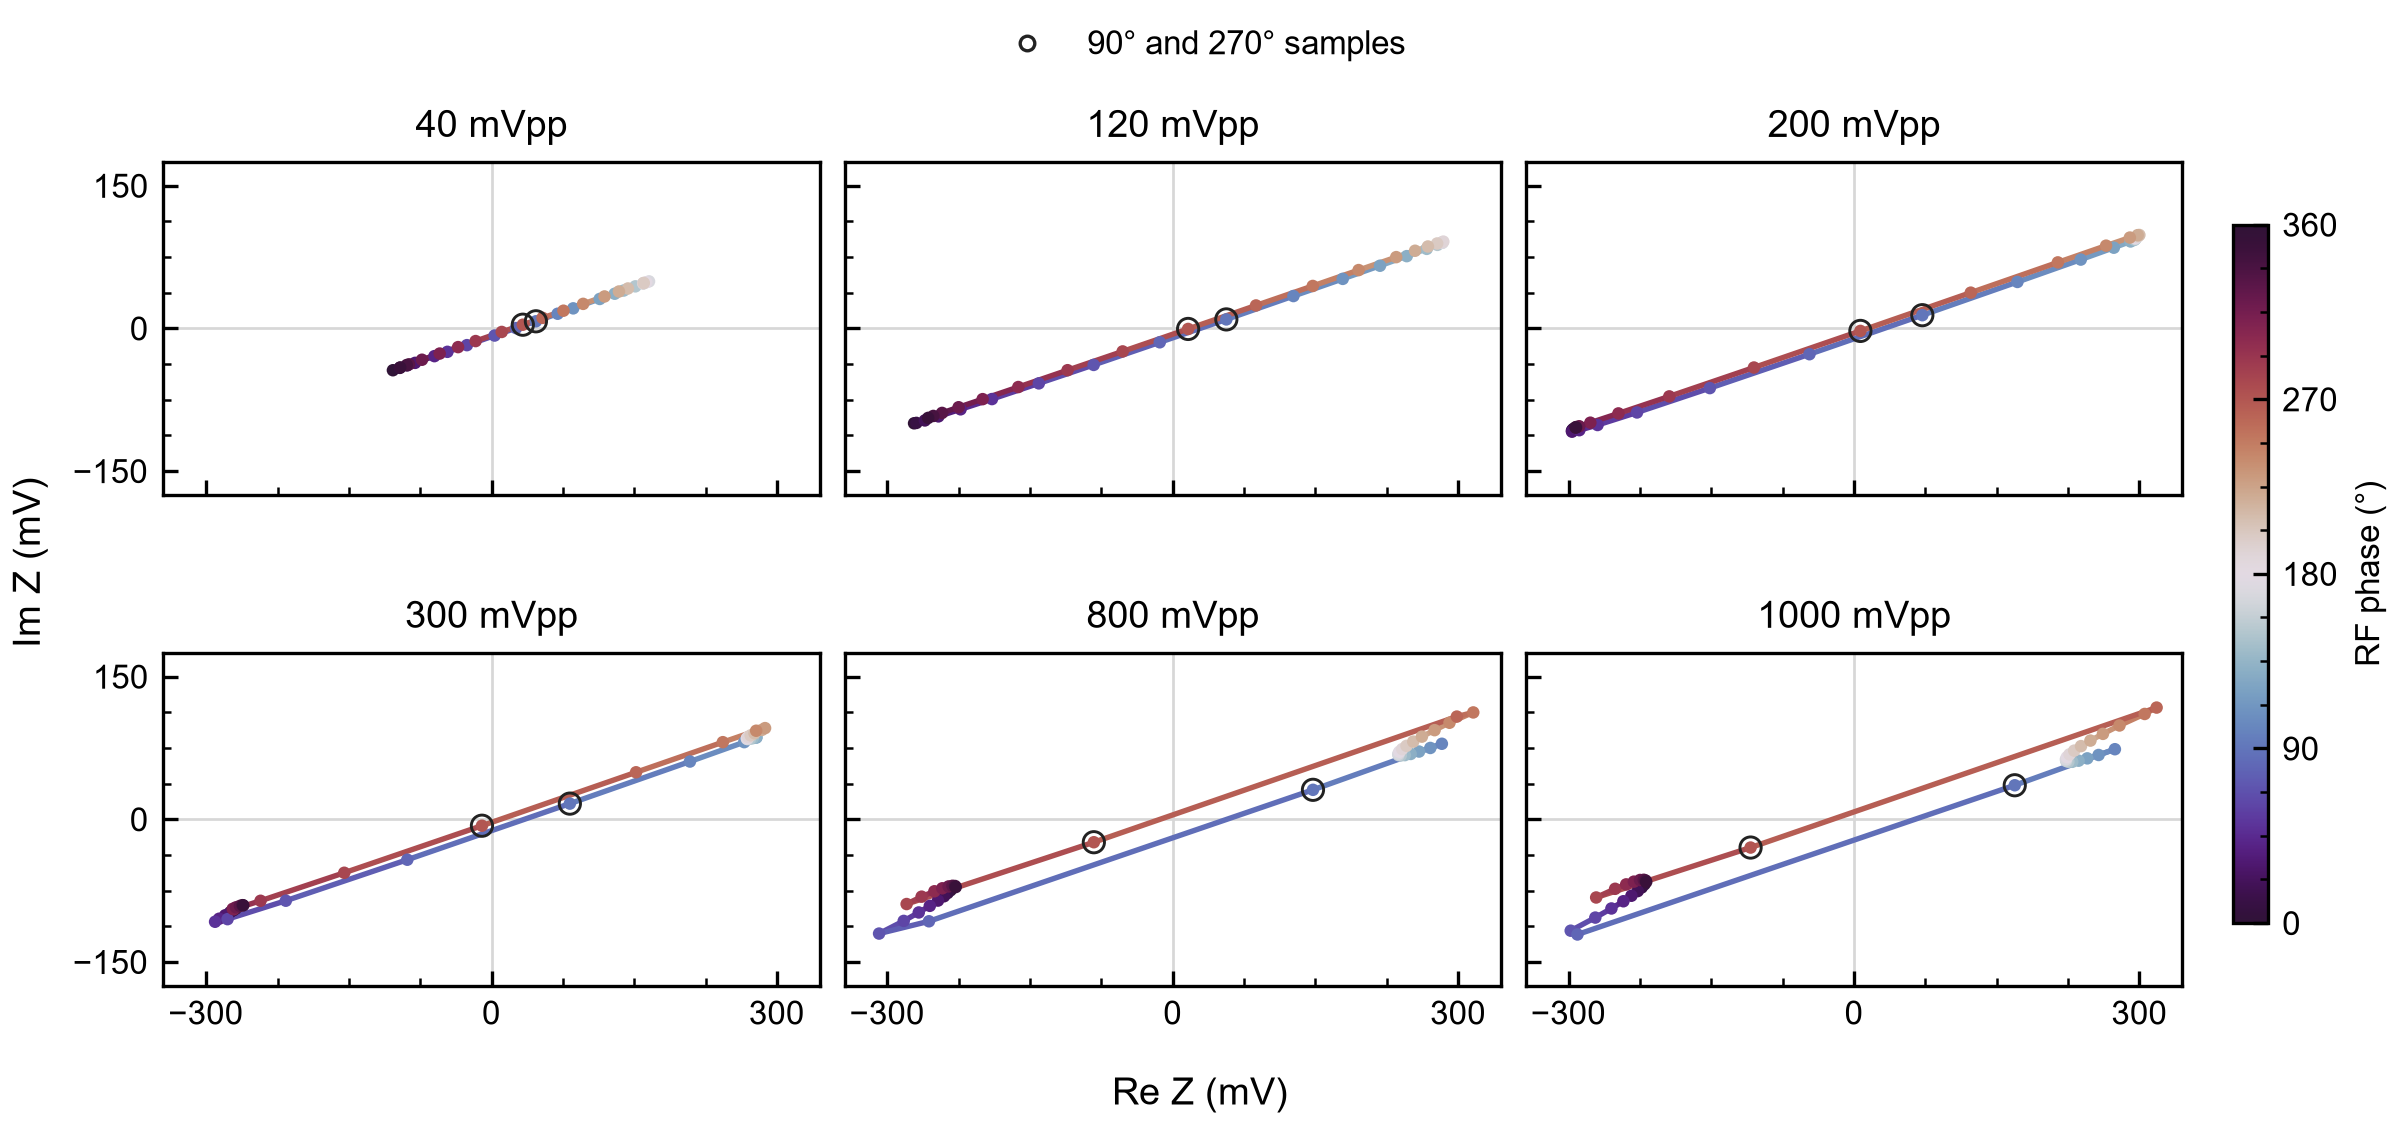 90° and 270° samples
40 mVpp
120 mVpp
200 mVpp
150
0
−150
300 mVpp
800 mVpp
1000 mVpp
150
0
−150
−300
0
300
−300
0
300
−300
0
300
Im Z (mV)
Re Z (mV)
360
270
180
90
0
RF phase (°)